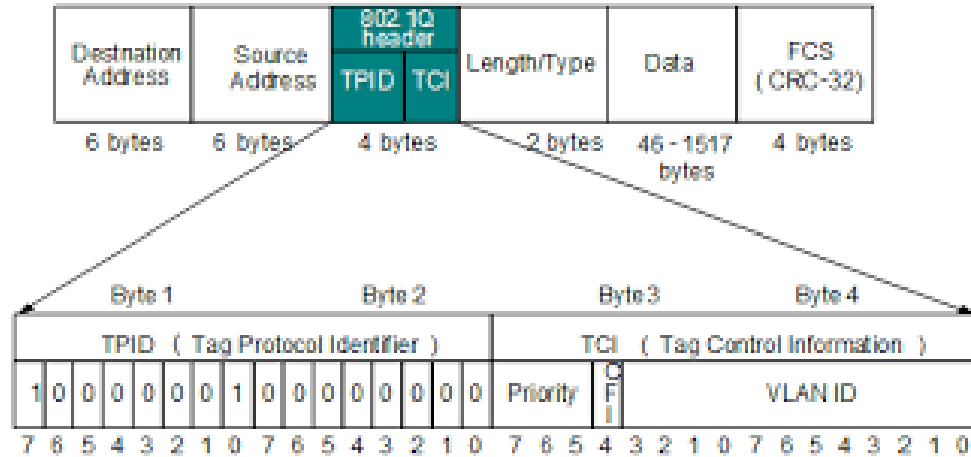 802.1Q
header
Destination
Address
Source
Address
TPID TCI
Length/Type
Data
FCS
( CRC-32)
6 bytes
6 bytes
4 bytes
2 bytes
46 - 1517
bytes
4 bytes
Byte 1
Byte 2
Byte 3
Byte 4
TPID ( Tag Protocol Identifier )
TCI ( Tag Control Information )
1 0 0 0 0 0 0 1 0 0 0 0 0 0 0 0
Priority
CFI
VLAN ID
7 6 5 4 3 2 1 0 7 6 5 4 3 2 1 0 7 6 5 4 3 2 1 0 7 6 5 4 3 2 1 0